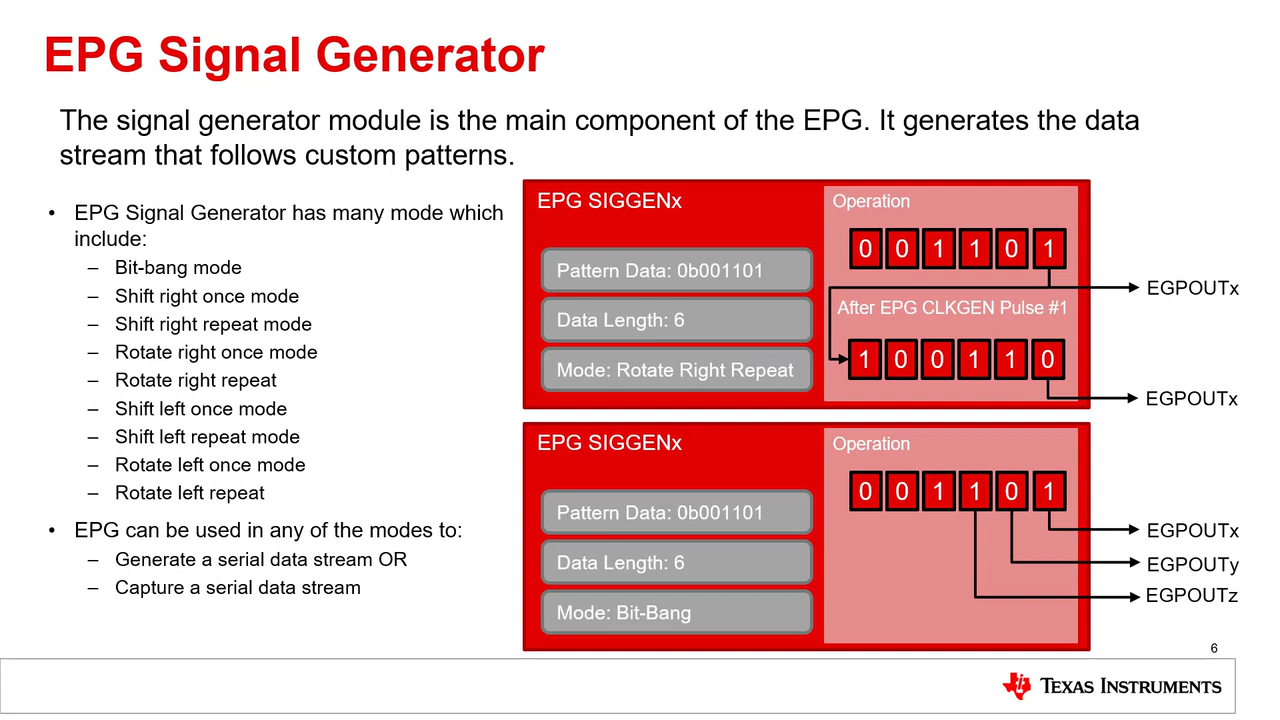 EPG Signal Generator
The signal generator module is the main component of the EPG. It generates the data
stream that follows custom patterns.
• EPG Signal Generator has many mode which
include:
– Bit-bang mode
– Shift right once mode
– Shift right repeat mode
– Rotate right once mode
– Rotate right repeat
– Shift left once mode
– Shift left repeat mode
– Rotate left once mode
– Rotate left repeat
• EPG can be used in any of the modes to:
– Generate a serial data stream OR
– Capture a serial data stream
EPG SIGGENx
Pattern Data: 0b001101
Data Length: 6
Mode: Rotate Right Repeat
Operation
0 0 1 1 0 1
EGPOUTx
After EPG CLKGEN Pulse #1
1 0 0 1 1 0
EGPOUTx
EPG SIGGENx
Pattern Data: 0b001101
Data Length: 6
Mode: Bit-Bang
Operation
0 0 1 1 0 1
EGPOUTx
EGPOUTy
EGPOUTz
6
TEXAS INSTRUMENTS